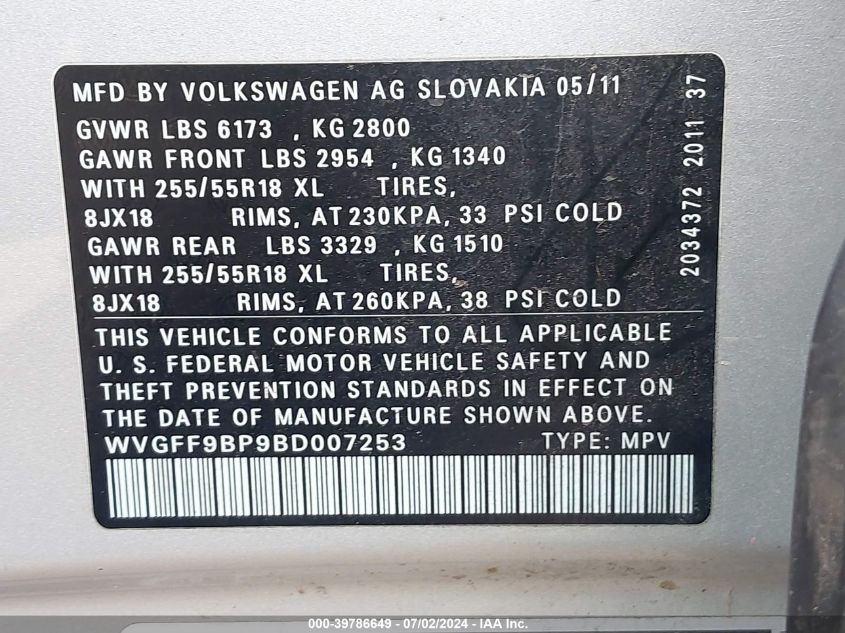 MFD BY VOLKSWAGEN AG SLOVAKIA 05/11
GVWR LBS 6173 , KG 2800
GAWR FRONT LBS 2954 , KG 1340
WITH 255/55R18 XL TIRES,
8JX18 RIMS, AT 230KPA, 33 PSI COLD
GAWR REAR LBS 3329 , KG 1510
WITH 255/55R18 XL TIRES,
8JX18 RIMS, AT 260KPA, 38 PSI COLD
2034372 2011 37
THIS VEHICLE CONFORMS TO ALL APPLICABLE
U. S. FEDERAL MOTOR VEHICLE SAFETY AND
THEFT PREVENTION STANDARDS IN EFFECT ON
THE DATE OF MANUFACTURE SHOWN ABOVE.
WVGFF9BP9BD007253 TYPE: MPV
000-39786649 - 07/02/2024 - IAA Inc.